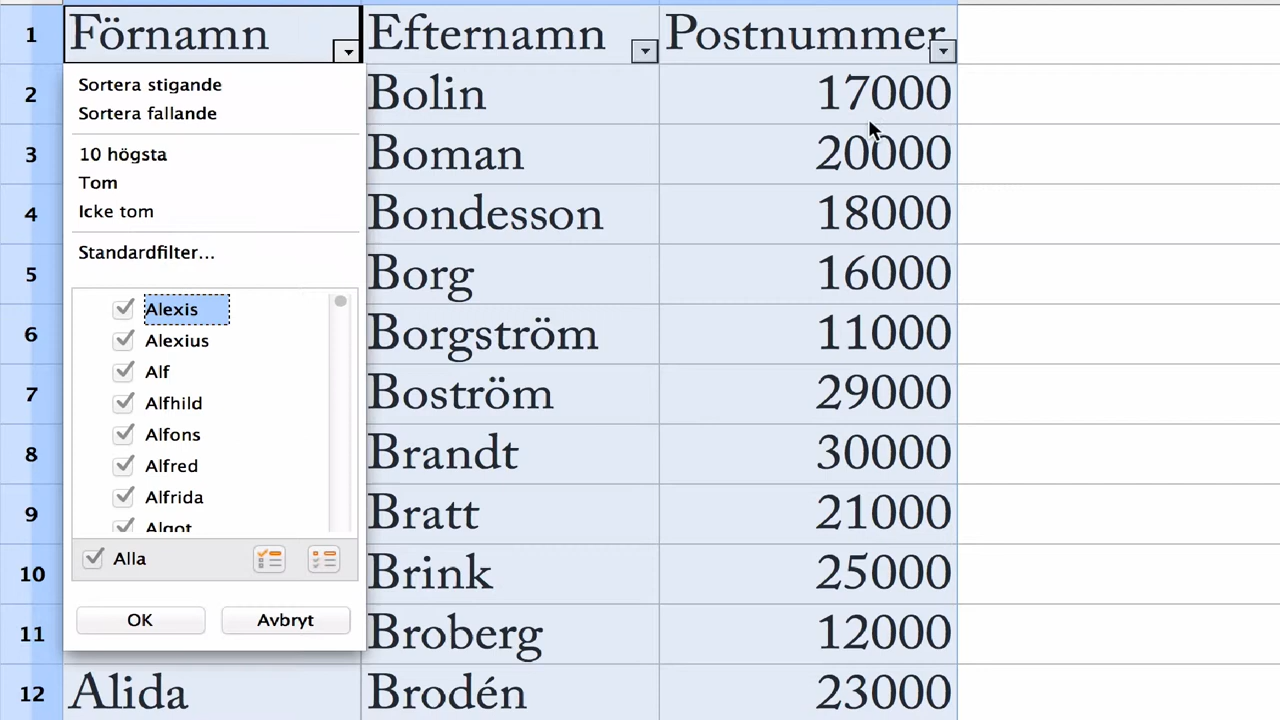 1 Förnamn Efternamn Postnummer
Sortera stigande
Sortera fallande
10 högsta
Tom
Icke tom
Standardfilter...
Alexis
Alexius
Alf
Alfhild
Alfons
Alfred
Alfrida
Algot
Alla
OK Avbryt
2 Bolin 17000
3 Boman 20000
4 Bondesson 18000
5 Borg 16000
6 Borgström 11000
7 Boström 29000
8 Brandt 30000
9 Bratt 21000
10 Brink 25000
11 Broberg 12000
12 Alida Brodén 23000